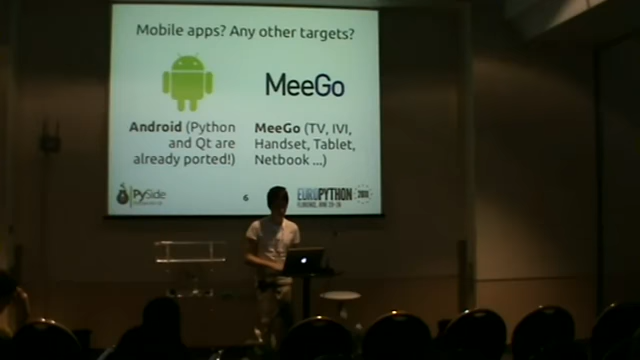 Mobile apps? Any other targets?
MeeGo
Android (Python
and Qt are
already ported!)
MeeGo (TV, IVI,
Handset, Tablet,
Netbook ...)
PySide
6
EUROPYTHON